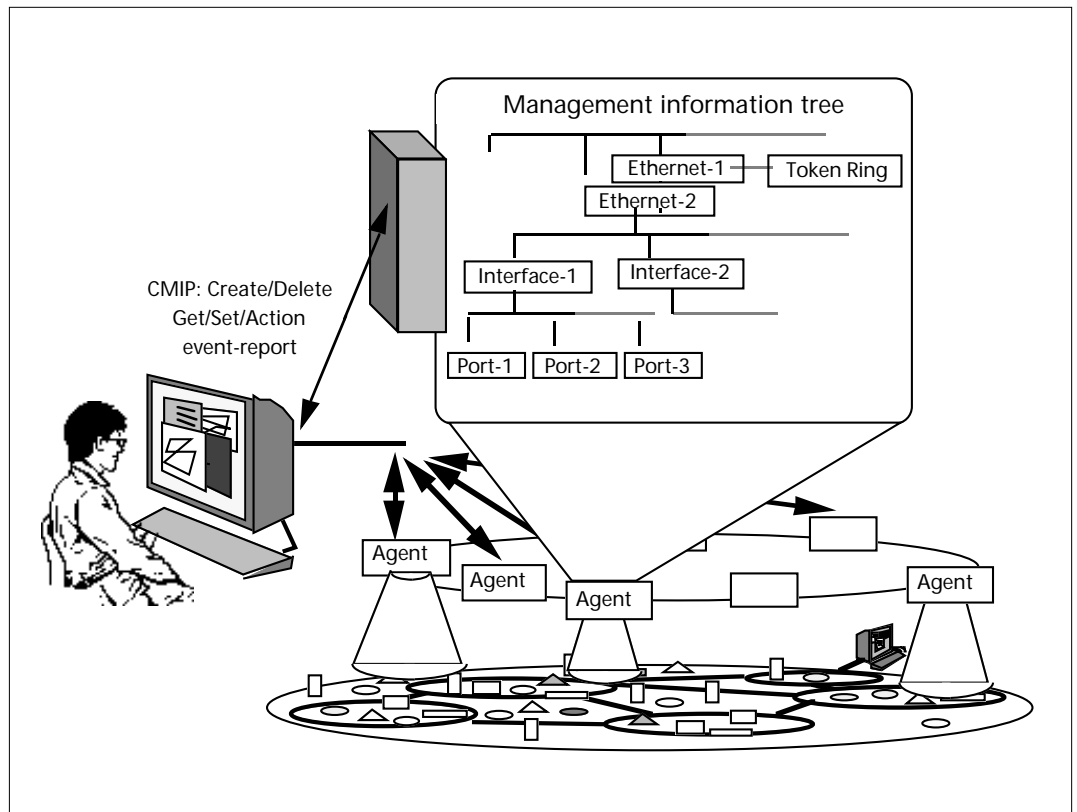 Management information tree
Ethernet-1
Token Ring
Ethernet-2
Interface-1
Interface-2
CMIP: Create/Delete
Get/Set/Action
event-report
Port-1
Port-2
Port-3
Agent
Agent
Agent
Agent